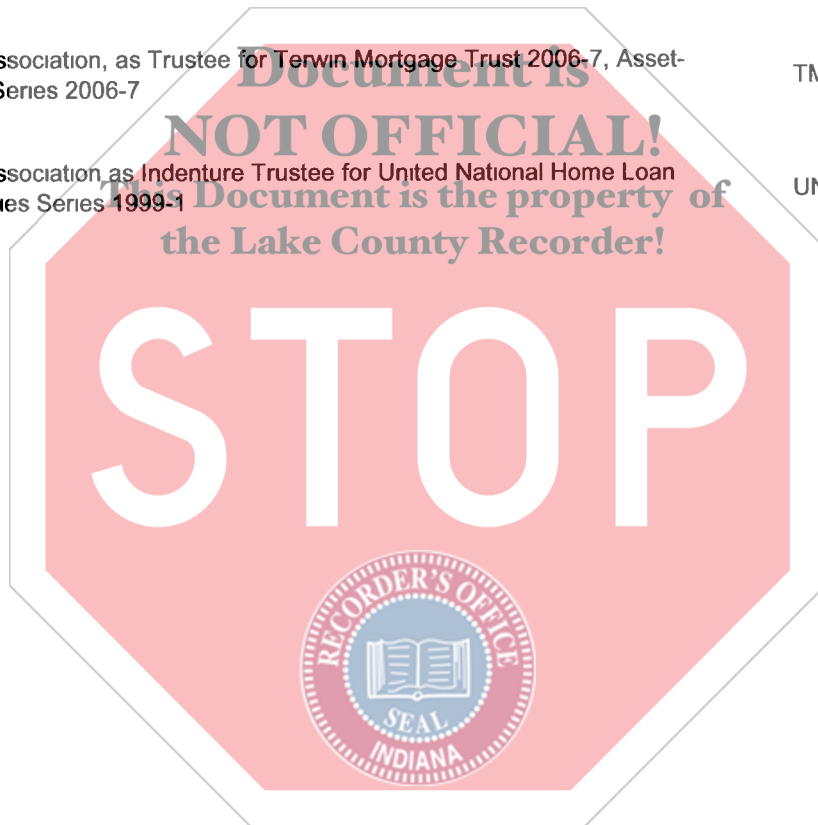 ssociation, as Trustee for Terwin Mortgage Trust 2006-7, Asset-
Series 2006-7
TM
ssociation as Indenture Trustee for United National Home Loan
ues Series 1999-1
UN
Document is
NOT OFFICIAL!
This Document is the property of
the Lake County Recorder!
STOP
RECORDER'S OFFICE
SEAL
INDIANA